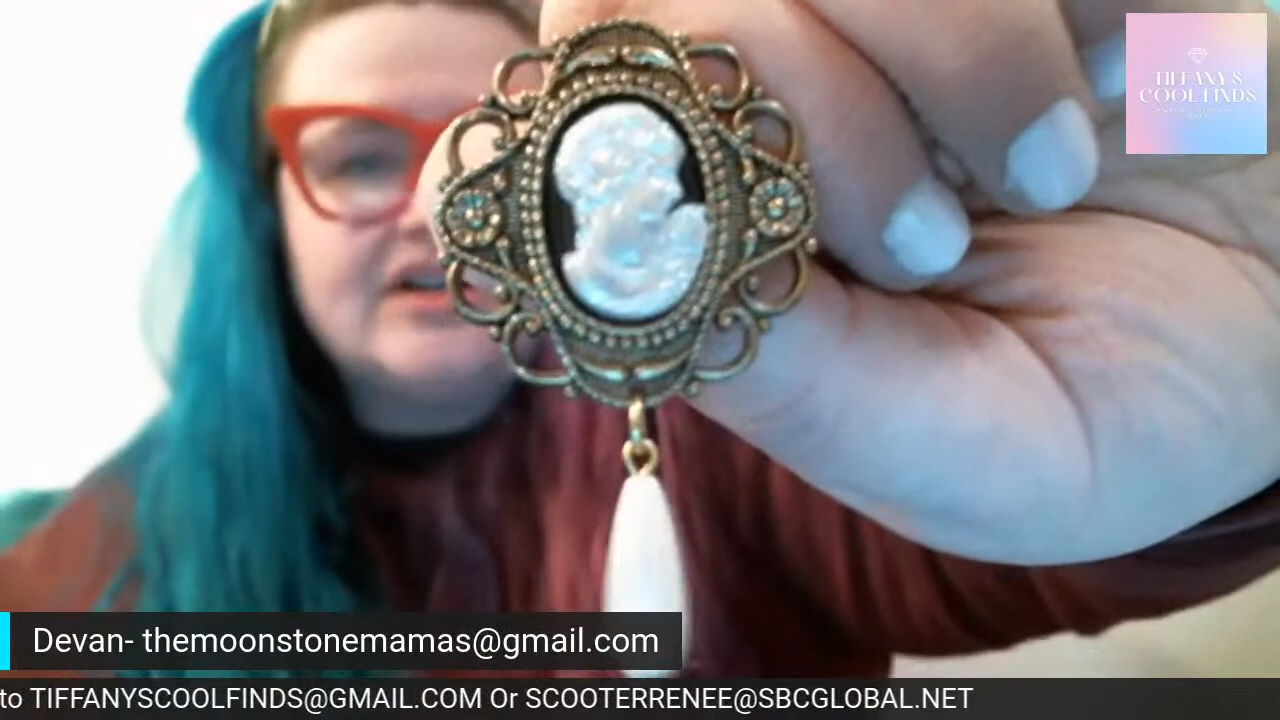 TIFFANY'S
COOL FINDS
Devan- themoonstonemamas@gmail.com
to TIFFANYSCOOLFINDS@GMAIL.COM Or SCOOTERRENEE@SBCGLOBAL.NET